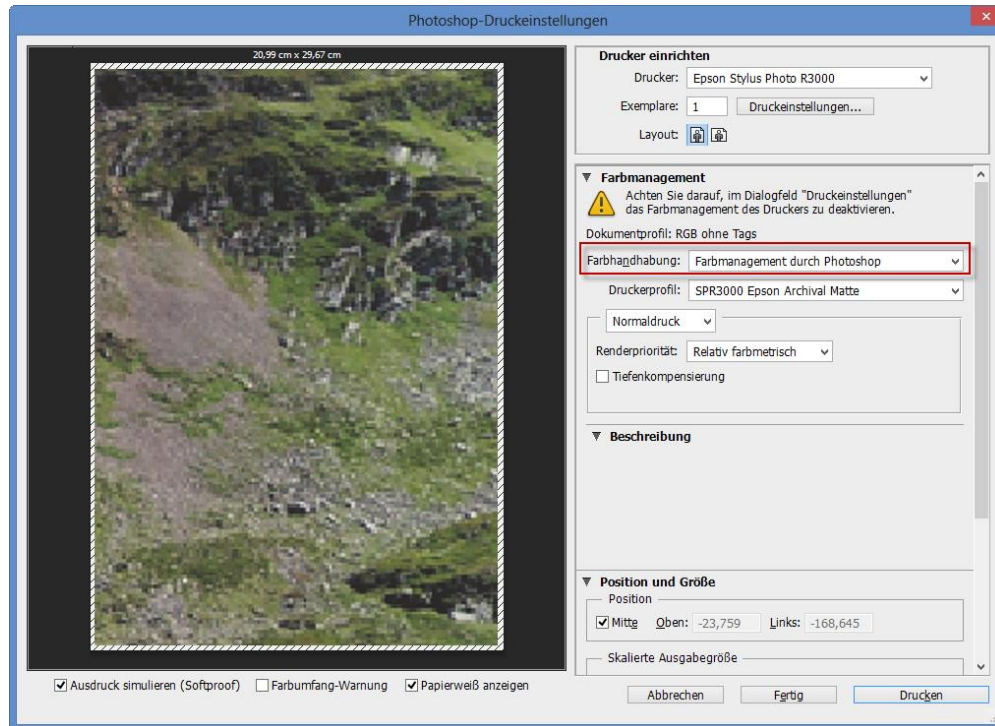 Photoshop-Druckeinstellungen
20,99 cm x 29,67 cm
Drucker einrichten
Drucker: Epson Stylus Photo R3000
Exemplare: 1 Druckeinstellungen...
Layout:
Farbmanagement
Achten Sie darauf, im Dialogfeld "Druckeinstellungen"
das Farbmanagement des Druckers zu deaktivieren.
Dokumentprofil: RGB ohne Tags
Farbhandhabung: Farbmanagement durch Photoshop
Druckerprofil: SPR3000 Epson Archival Matte
Normaldruck
Renderpriorität: Relativ farbmetrisch
Tiefenkompensierung
Beschreibung
Position und Größe
Position
Mitte Oben: -23,759 Links: -168,645
Skalierte Ausgabegröße
Ausdruck simulieren (Softproof) Farbumfang-Warnung Papierweiß anzeigen
Abbrechen Fertig Drucken